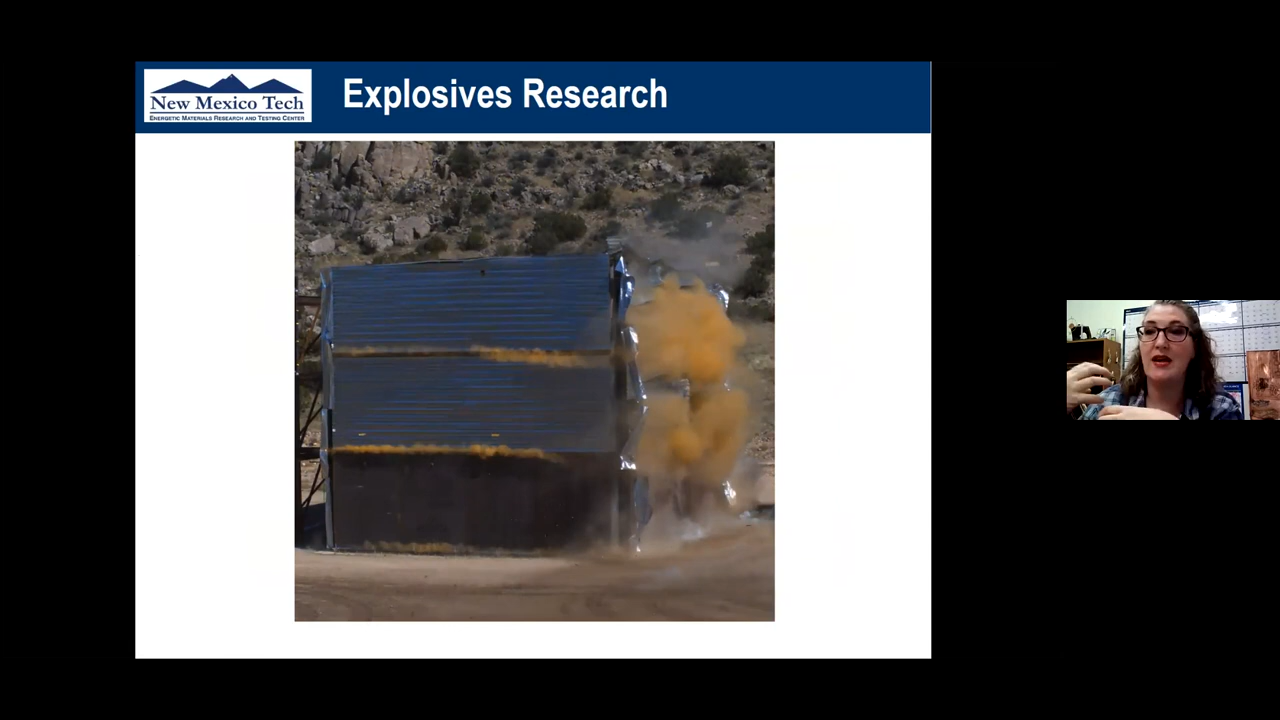 New Mexico Tech
Energetic Materials Research and Testing Center
Explosives Research